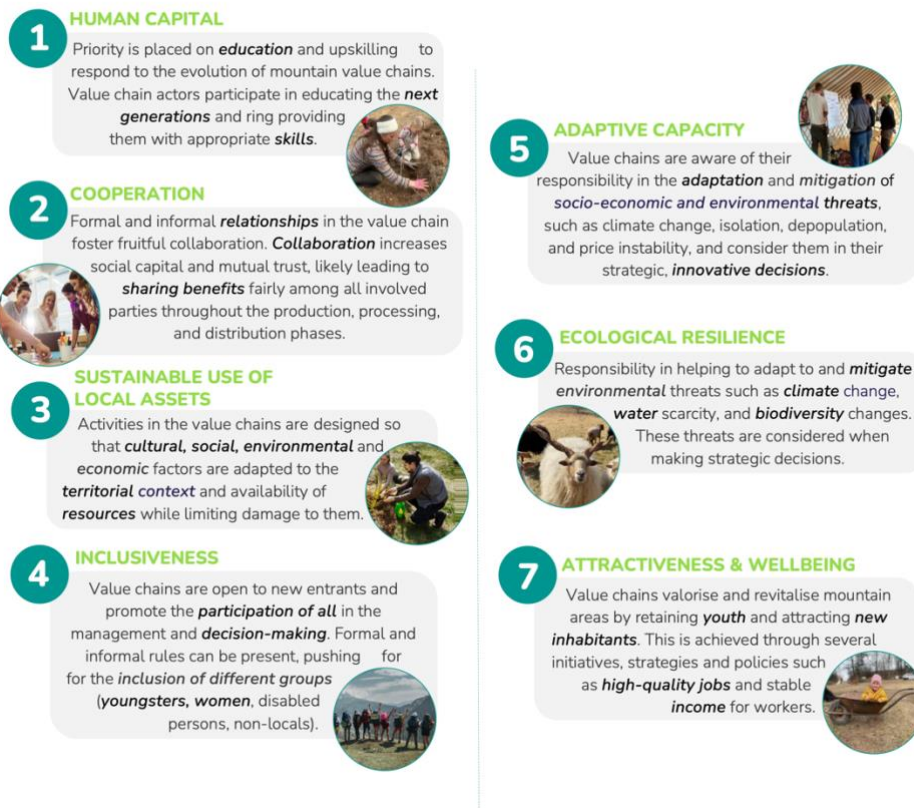 1
HUMAN CAPITAL
Priority is placed on education and upskilling to
respond to the evolution of mountain value chains.
Value chain actors participate in educating the next
generations and ring providing
them with appropriate skills.
2
COOPERATION
Formal and informal relationships in the value chain
foster fruitful collaboration. Collaboration increases
social capital and mutual trust, likely leading to
sharing benefits fairly among all involved
parties throughout the production, processing,
and distribution phases.
3
SUSTAINABLE USE OF
LOCAL ASSETS
Activities in the value chains are designed so
that cultural, social, environmental and
economic factors are adapted to the
territorial context and availability of
resources while limiting damage to them.
4
INCLUSIVENESS
Value chains are open to new entrants and
promote the participation of all in the
management and decision-making. Formal and
informal rules can be present, pushing for
for the inclusion of different groups
(youngsters, women, disabled
persons, non-locals).
5
ADAPTIVE CAPACITY
Value chains are aware of their
responsibility in the adaptation and mitigation of
socio-economic and environmental threats,
such as climate change, isolation, depopulation,
and price instability, and consider them in their
strategic, innovative decisions.
6
ECOLOGICAL RESILIENCE
Responsibility in helping to adapt to and mitigate
environmental threats such as climate change,
water scarcity, and biodiversity changes.
These threats are considered when
making strategic decisions.
7
ATTRACTIVENESS & WELLBEING
Value chains valorise and revitalise mountain
areas by retaining youth and attracting new
inhabitants. This is achieved through several
initiatives, strategies and policies such
as high-quality jobs and stable
income for workers.